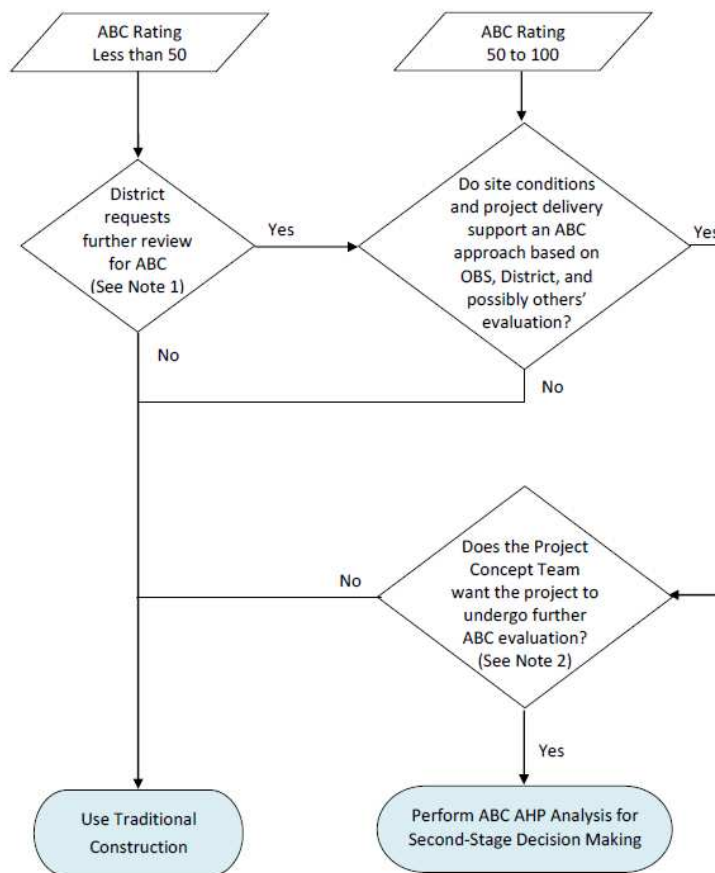 ABC Rating
Less than 50
ABC Rating
50 to 100
District
requests
further review
for ABC
(See Note 1)
Yes
Do site conditions
and project delivery
support an ABC
approach based on
OBS, District, and
possibly others’
evaluation?
Yes
No
No
Does the Project
Concept Team
want the project to
undergo further
ABC evaluation?
(See Note 2)
No
Yes
Use Traditional
Construction
Perform ABC AHP Analysis for
Second-Stage Decision Making